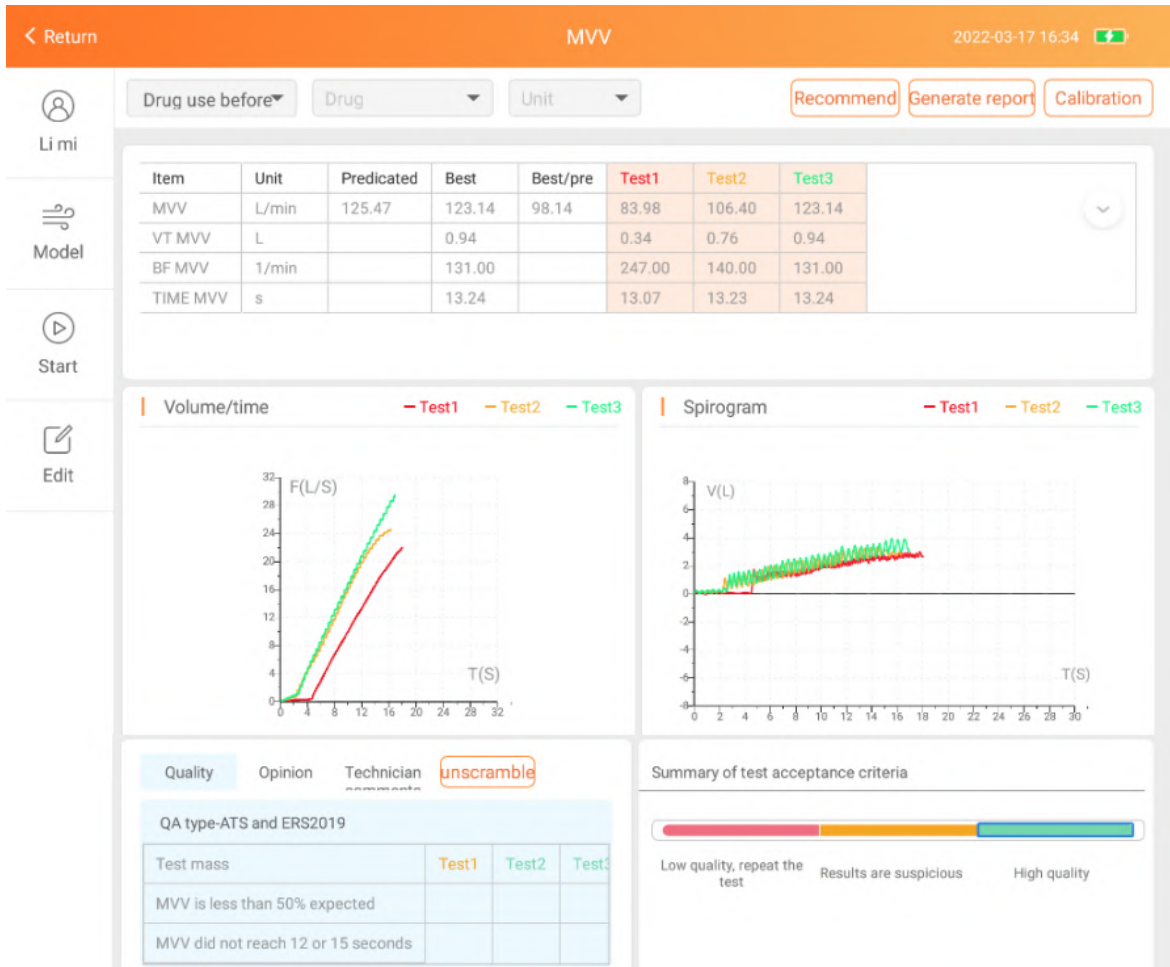 Return MVV 2022-03-17 16:34
Li mi
Model
Start
Edit
Drug use before Drug Unit Recommend Generate report Calibration
Item Unit Predicated Best Best/pre Test1 Test2 Test3
MVV L/min 125.47 123.14 98.14 83.98 106.40 123.14
VT MVV L 0.94 0.34 0.76 0.94
BF MVV 1/min 131.00 247.00 140.00 131.00
TIME MVV s 13.24 13.07 13.23 13.24
Volume/time Test1 Test2 Test3
F(L/S)
32
28
24
20
16
12
8
4
0
T(S)
0 4 8 12 16 20 24 28 32
Spirogram Test1 Test2 Test3
V(L)
8
6
4
2
0
-2
-4
-6
-8
T(S)
0 2 4 6 8 10 12 14 16 18 20 22 24 26 28 30
Quality Opinion Technician comments unscramble
QA type-ATS and ERS2019
Test mass Test1 Test2 Test3
MVV is less than 50% expected
MVV did not reach 12 or 15 seconds
Summary of test acceptance criteria
Low quality, repeat the test
Results are suspicious
High quality